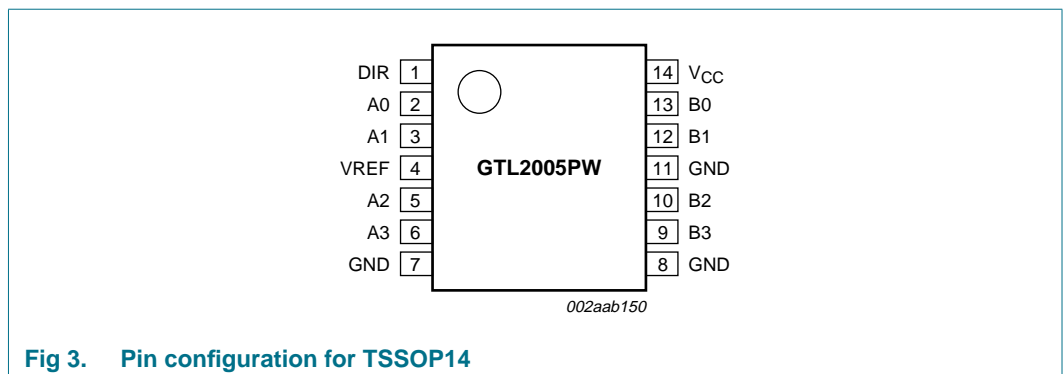 DIR 1 14 VCC
A0 2 13 B0
A1 3 12 B1
VREF 4 GTL2005PW 11 GND
A2 5 10 B2
A3 6 9 B3
GND 7 8 GND
002aab150
Fig 3. Pin configuration for TSSOP14